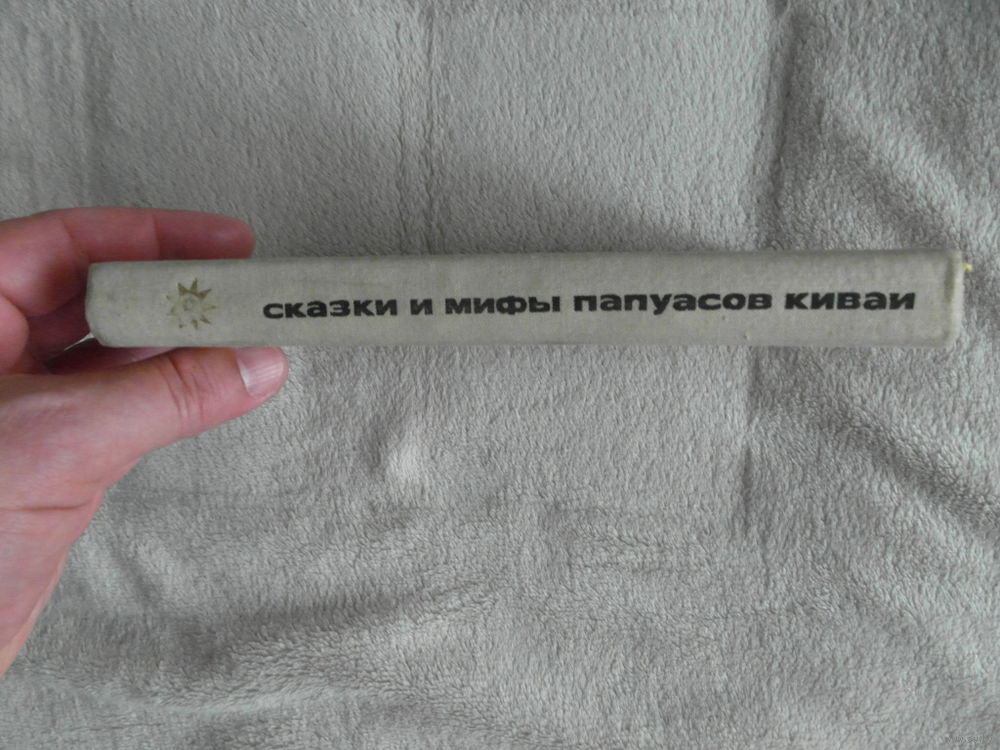 сказки и мифы папуасов киваи